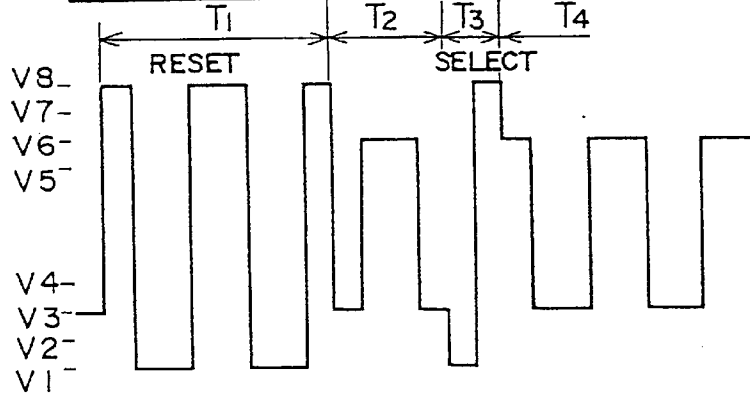 T1 T2 T3 T4
RESET SELECT
V8
V7
V6
V5
V4
V3
V2
V1